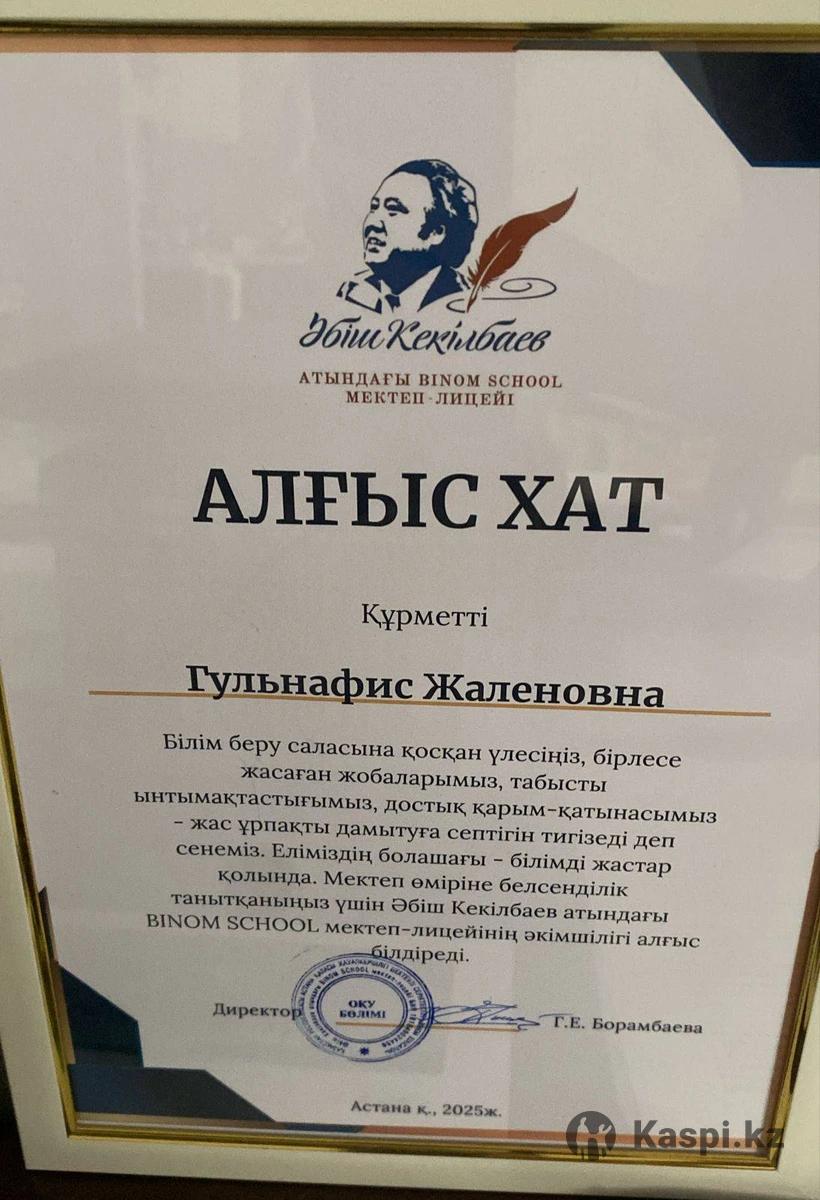 Әбіш Кекілбаев
АТЫНДАҒЫ BINOM SCHOOL
МЕКТЕП-ЛИЦЕЙІ
АЛҒЫС ХАТ
Құрметті
Гульнафис Жаленовна
Білім беру саласына қосқан үлесіңіз, бірлесе
жасаған жобаларымыз, табысты
ынтымақтастығымыз, достық қарым-қатынасымыз
- жас ұрпақты дамытуға септігін тигізеді деп
сенеміз. Еліміздің болашағы - білімді жастар
қолында. Мектеп өміріне белсенділік
танытқаныңыз үшін Әбіш Кекілбаев атындағы
BINOM SCHOOL мектеп-лицейінің әкімшілігі алғыс
білдіреді.
Директор
ОҚУ
БӨЛІМІ
Г.Е. Борамбаева
Астана қ., 2025ж.
Kaspi.kz